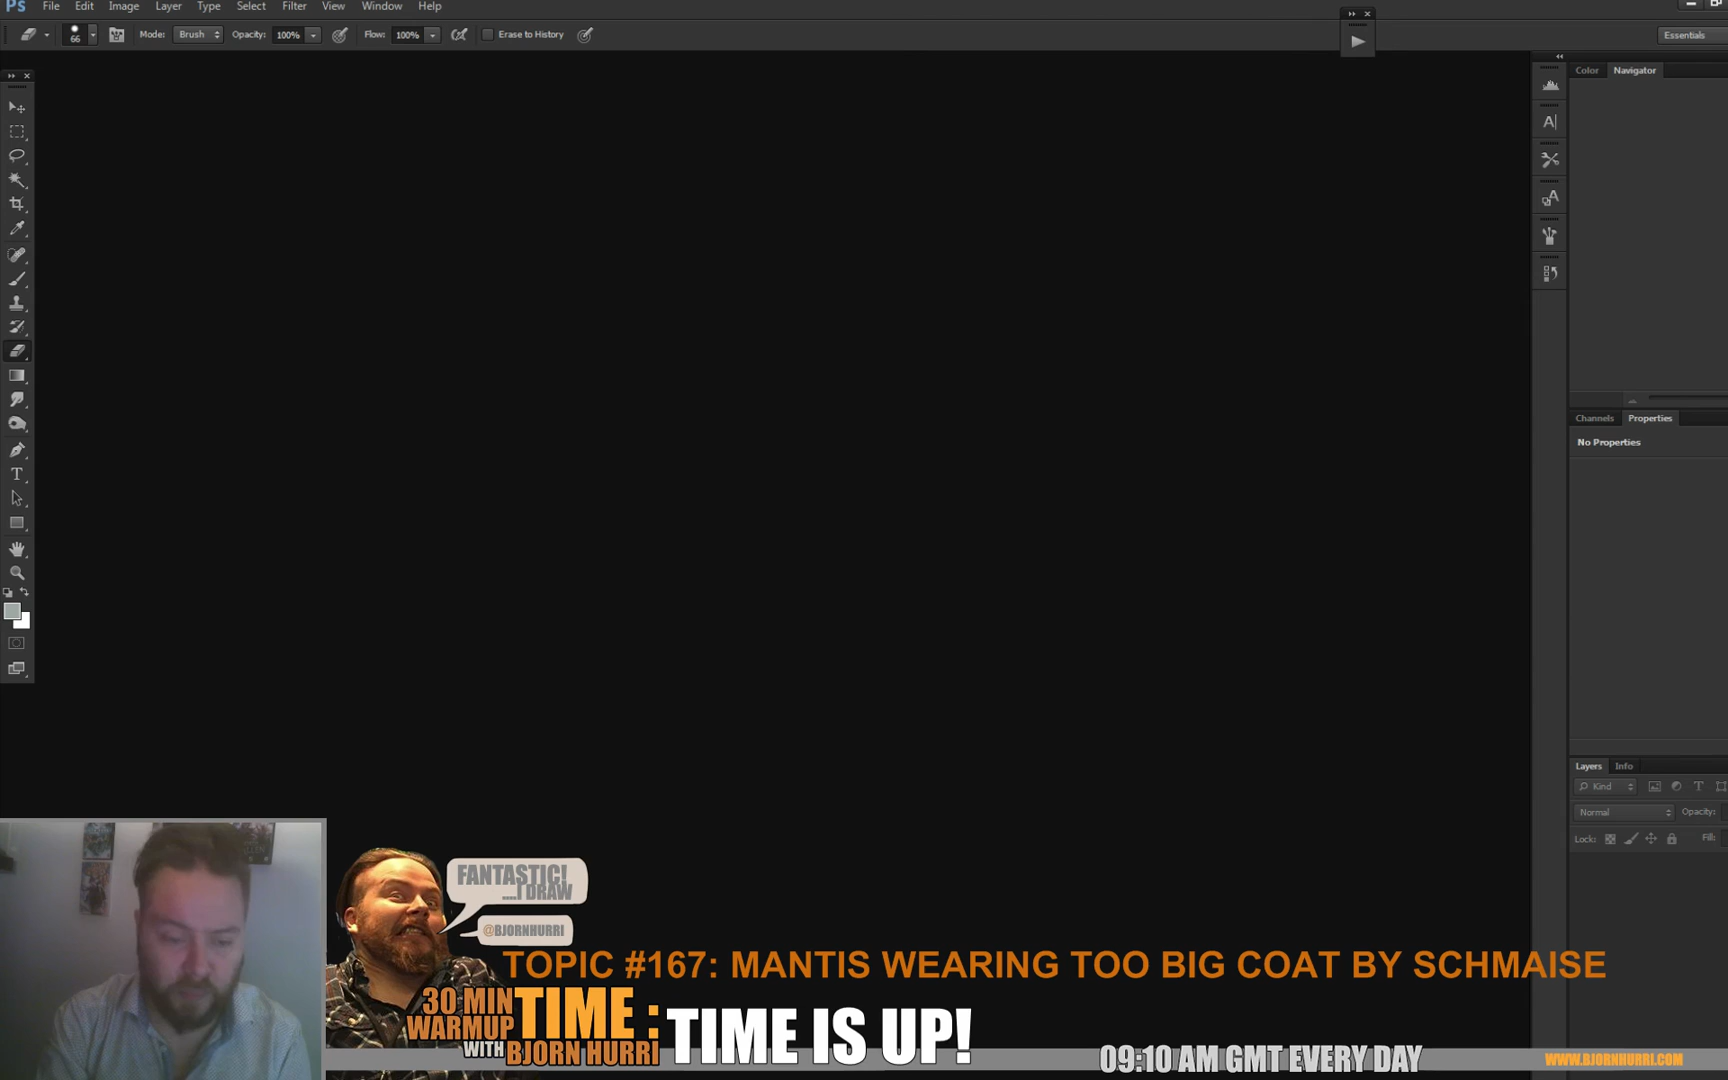 Ps File Edit Image Layer Type Select Filter View Window Help
66 Mode: Brush Opacity: 100% Flow: 100% Erase to History Essentials
Color Navigator
Channels Properties
No Properties
Layers Info
Kind
Normal Opacity:
Lock: Fill:
FANTASTIC!
....I DRAW
@BJORNHURRI
TOPIC #167: MANTIS WEARING TOO BIG COAT BY SCHMAISE
30 MIN
WARMUP
WITH BJORN HURRI
TIME : TIME IS UP!
09:10 AM GMT EVERY DAY
WWW.BJORNHURRI.COM